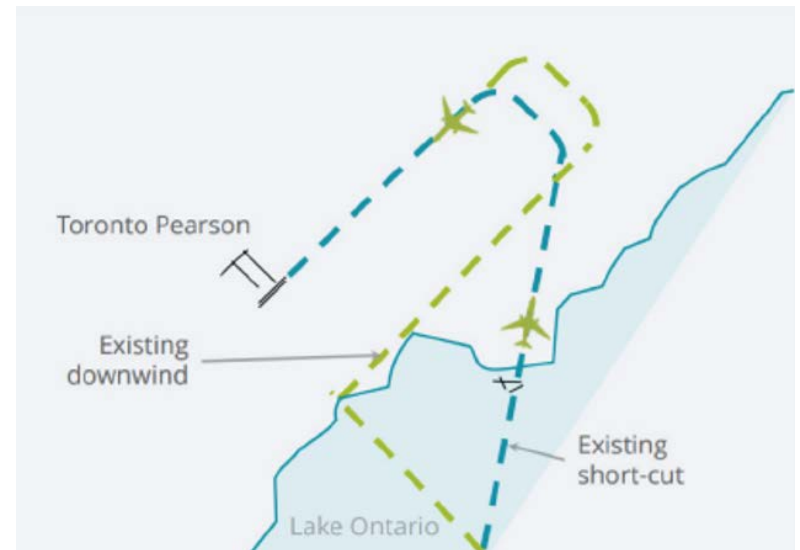 Toronto Pearson
Existing
downwind
Existing
short-cut
Lake Ontario